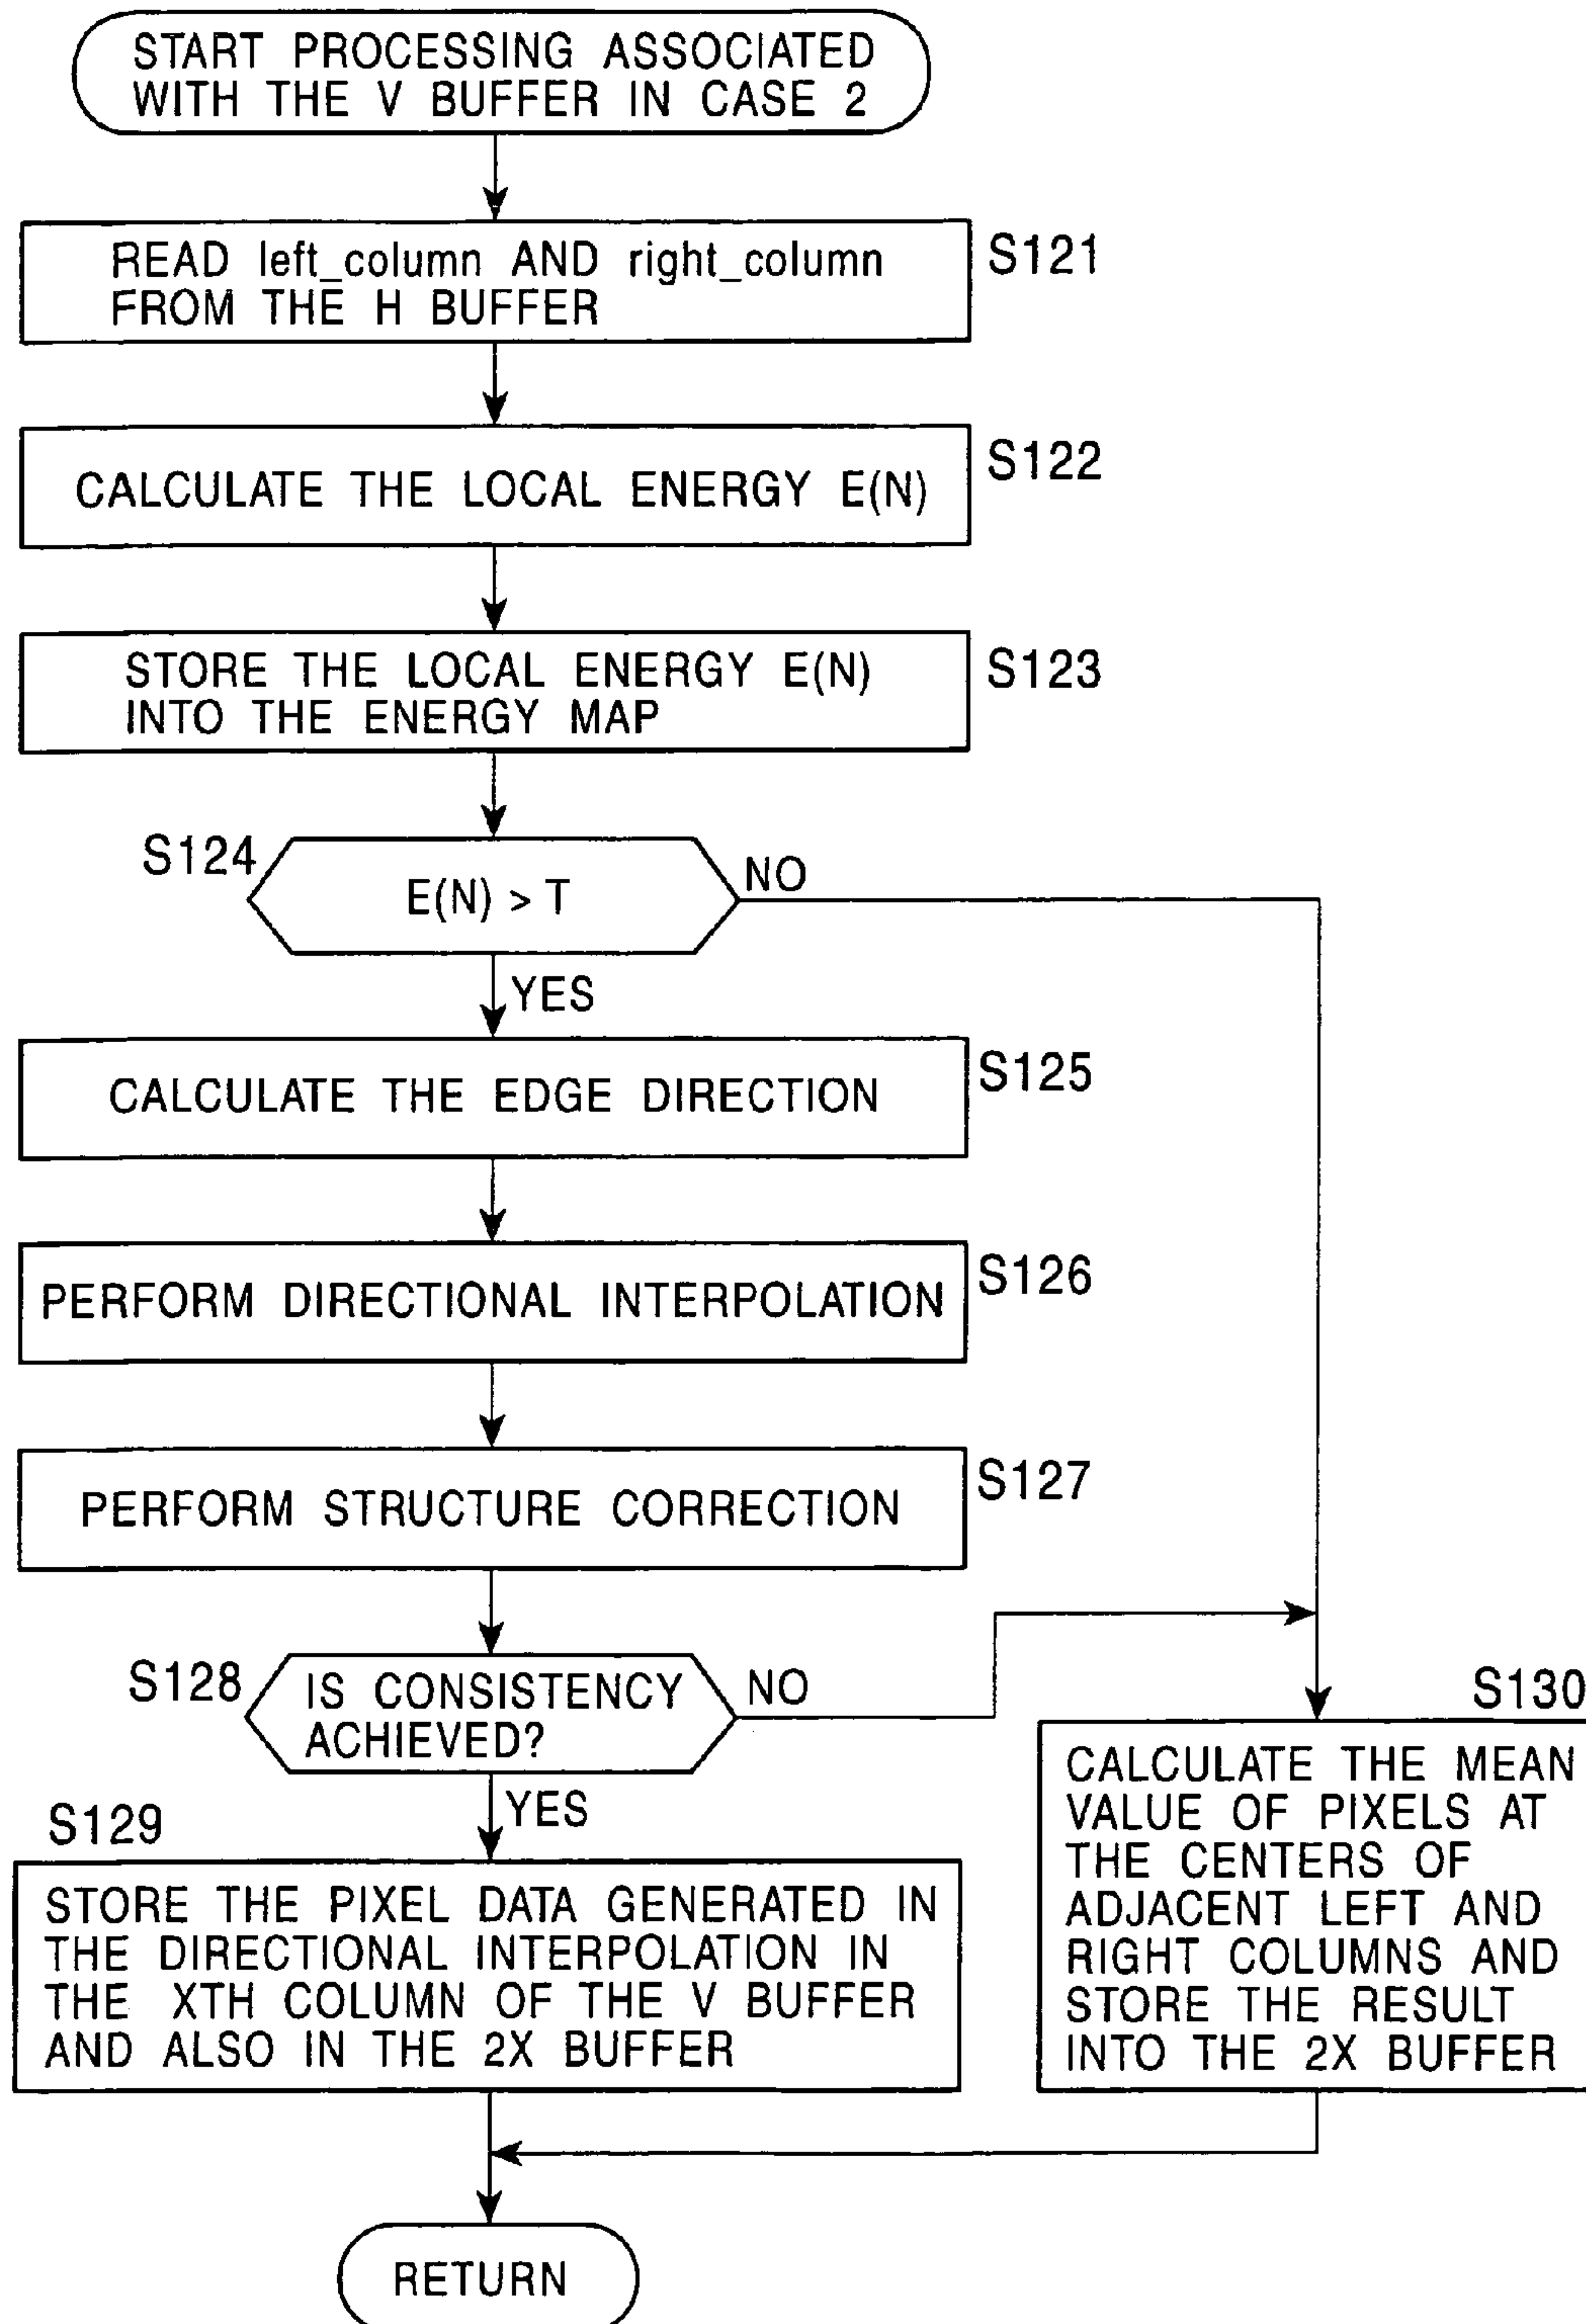 START PROCESSING ASSOCIATED
WITH THE V BUFFER IN CASE 2
READ left_column AND right_column
FROM THE H BUFFER
S121
CALCULATE THE LOCAL ENERGY E(N)
S122
STORE THE LOCAL ENERGY E(N)
INTO THE ENERGY MAP
S123
S124
E(N) > T
NO
YES
CALCULATE THE EDGE DIRECTION
S125
PERFORM DIRECTIONAL INTERPOLATION
S126
PERFORM STRUCTURE CORRECTION
S127
S128
IS CONSISTENCY
ACHIEVED?
NO
YES
S129
STORE THE PIXEL DATA GENERATED IN
THE DIRECTIONAL INTERPOLATION IN
THE XTH COLUMN OF THE V BUFFER
AND ALSO IN THE 2X BUFFER
S130
CALCULATE THE MEAN
VALUE OF PIXELS AT
THE CENTERS OF
ADJACENT LEFT AND
RIGHT COLUMNS AND
STORE THE RESULT
INTO THE 2X BUFFER
RETURN